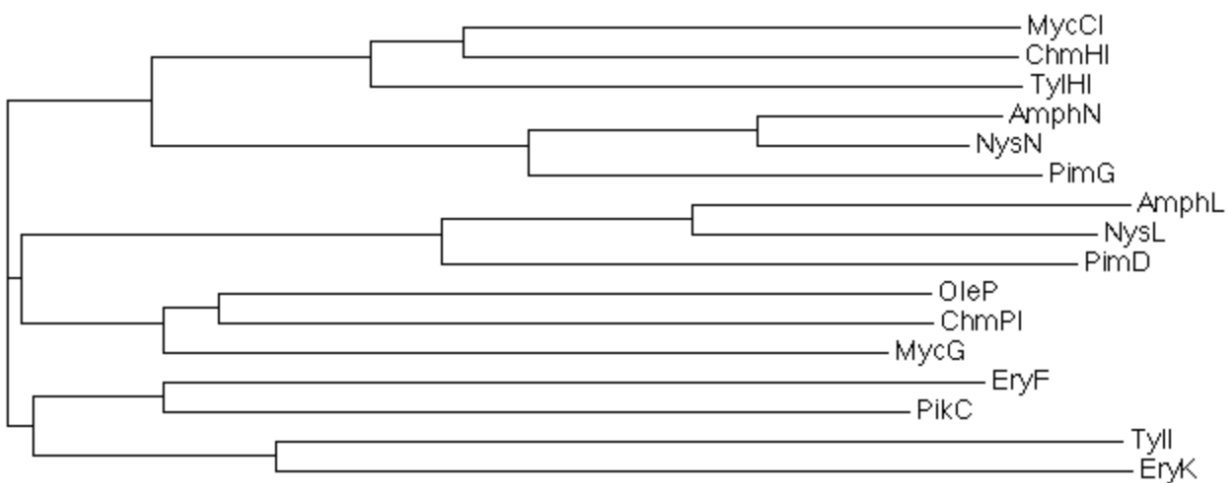 MycCI
ChmHI
TylHI
AmphN
NysN
PimG
AmphL
NysL
PimD
OleP
ChmPI
MycG
EryF
PikC
TylI
EryK